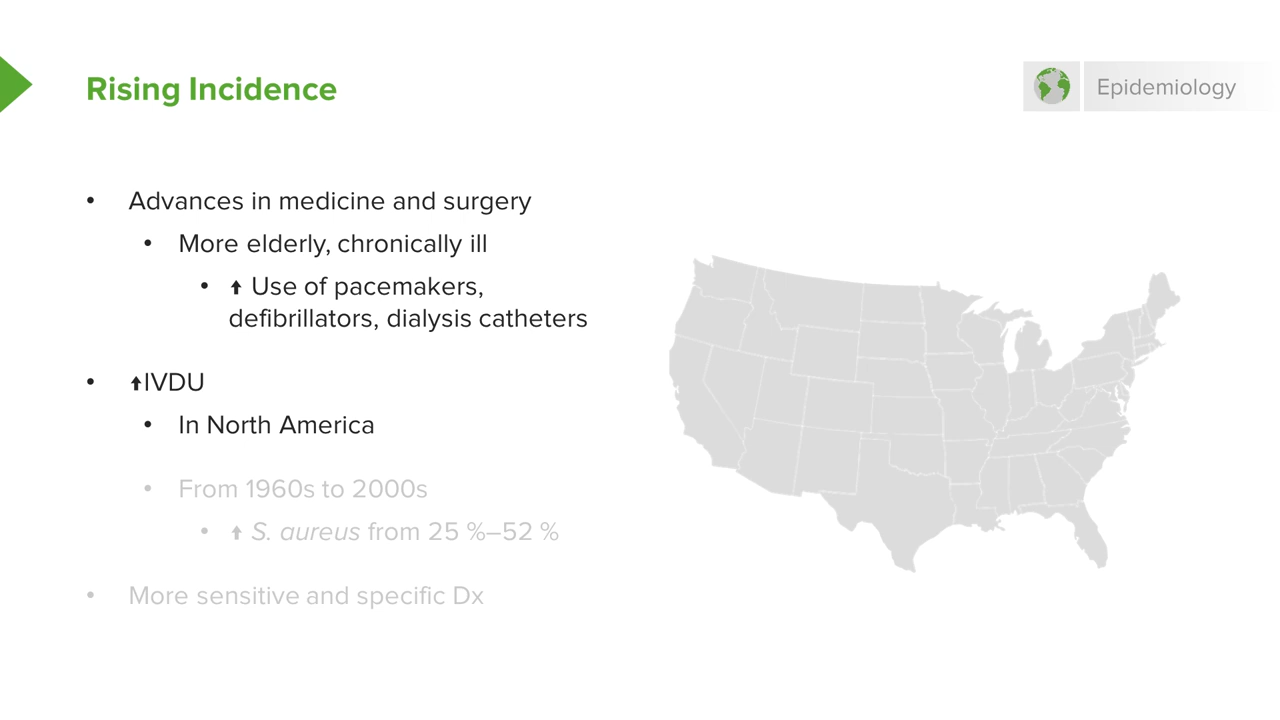 Rising Incidence
Epidemiology
• Advances in medicine and surgery
• More elderly, chronically ill
• ⬆ Use of pacemakers,
defibrillators, dialysis catheters
• ⬆IVDU
• In North America
• From 1960s to 2000s
• ⬆ S. aureus from 25 %–52 %
• More sensitive and specific Dx